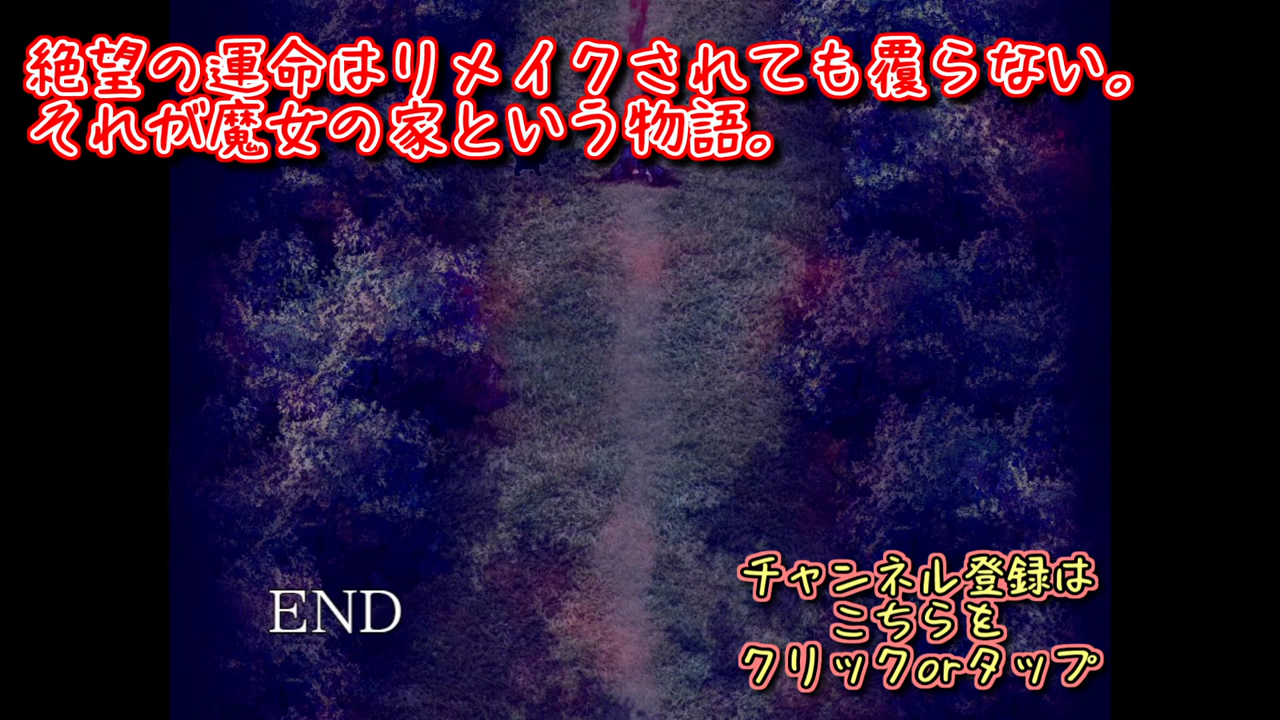 絶望の運命はリメイクされても覆らない。
それが魔女の家という物語。
END
チャンネル登録は
こちらを
クリックorタップ